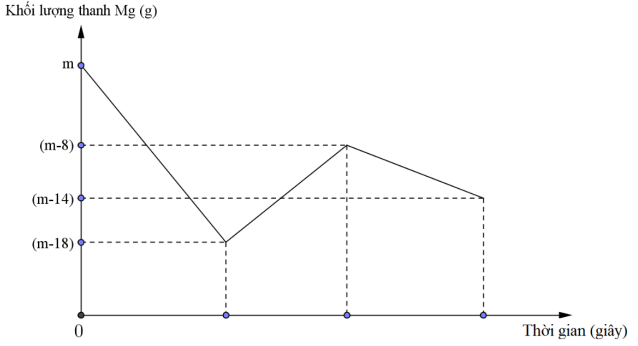 Khối lượng thanh Mg (g)
m
(m-8)
(m-14)
(m-18)
0
Thời gian (giây)